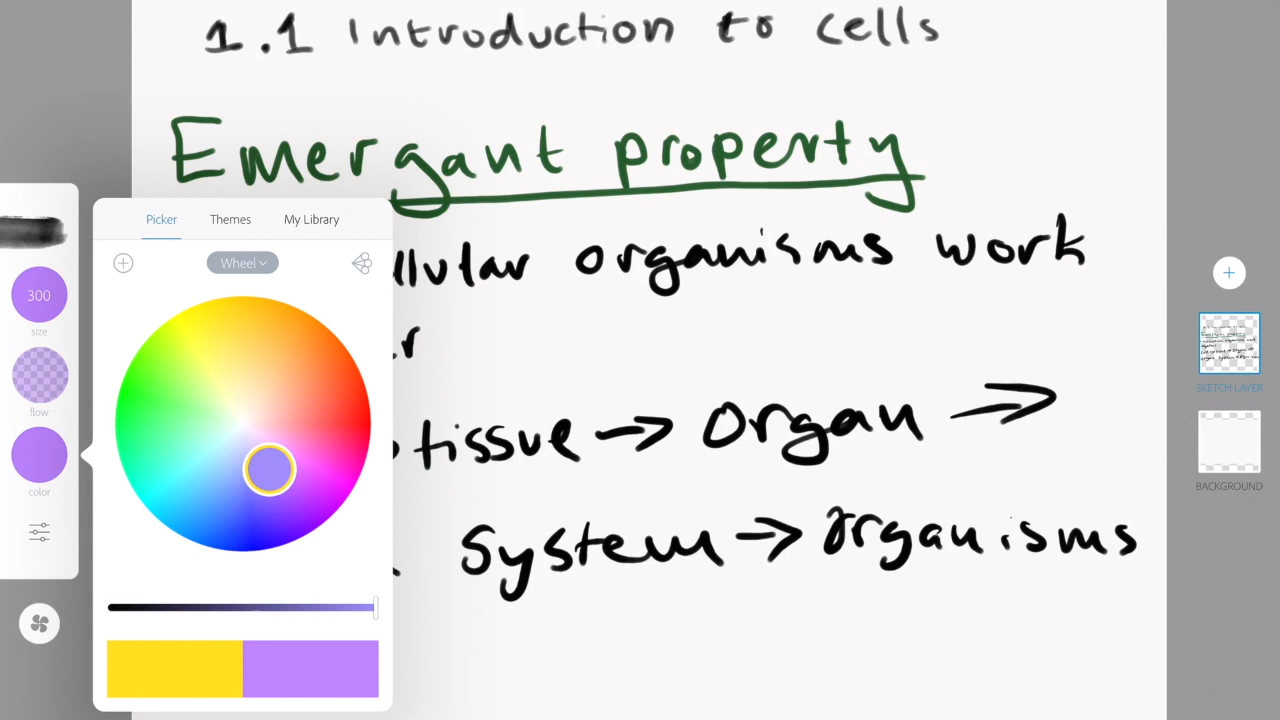 1.1 Introduction to cells
Emergant property
llular organisms work
r
tissue → organ →
System → organisms
Picker Themes My Library
Wheel
300
size
flow
color
SKETCH LAYER
BACKGROUND